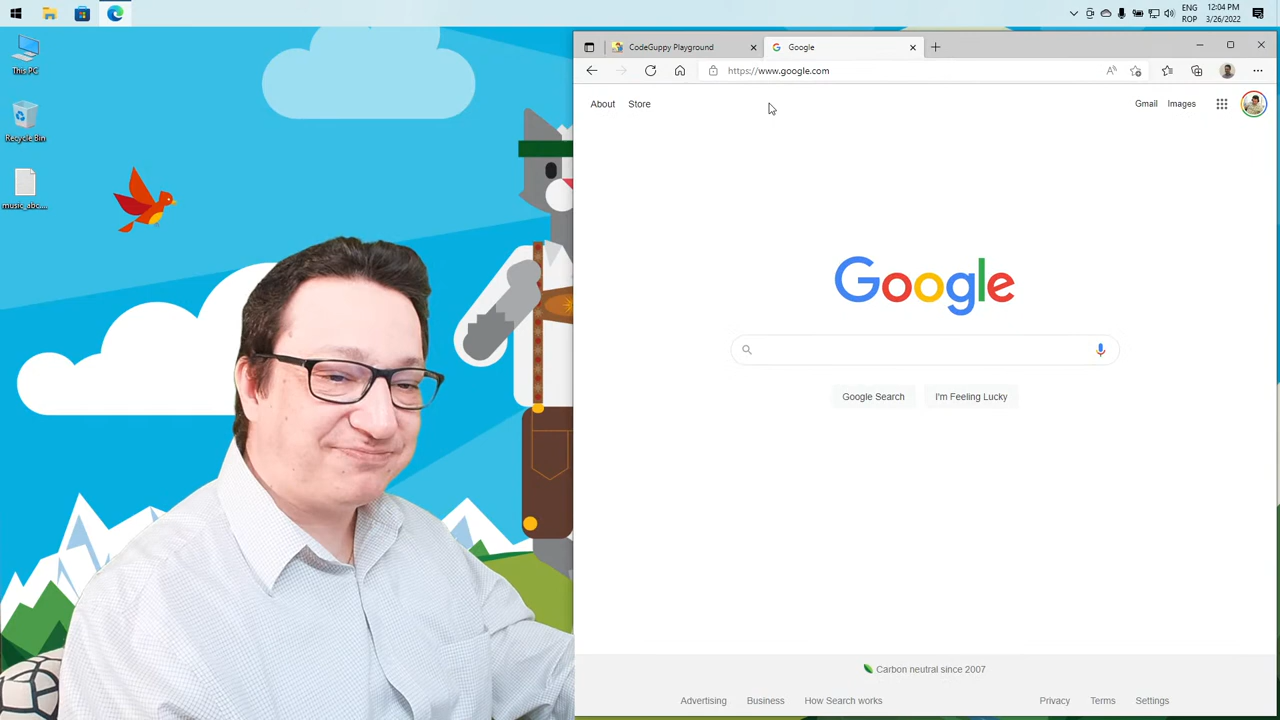 ENG
12:04 PM
ROP
3/26/2022
This PC
Recycle Bin
music_abc....
CodeGuppy Playground
Google
https://www.google.com
About
Store
Gmail
Images
Google
Google Search
I'm Feeling Lucky
Carbon neutral since 2007
Advertising
Business
How Search works
Privacy
Terms
Settings